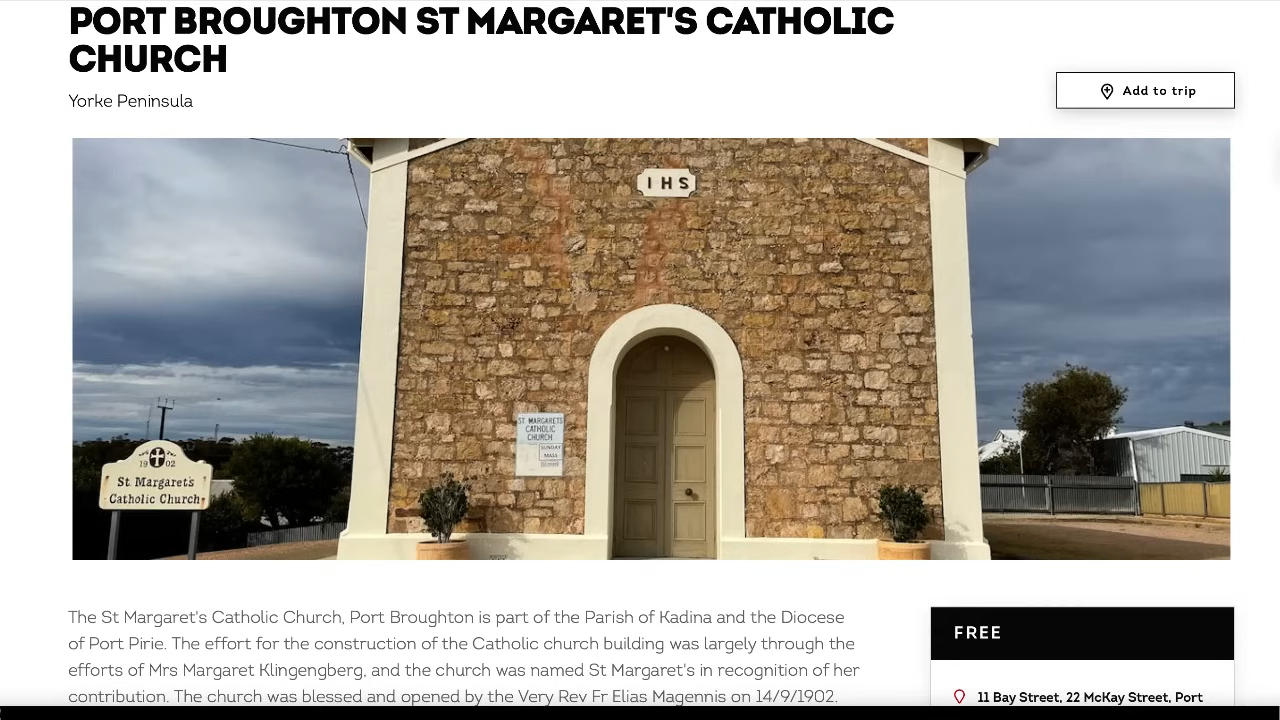 PORT BROUGHTON ST MARGARET'S CATHOLIC
CHURCH
Yorke Peninsula
Add to trip
I H S
ST MARGARETS
CATHOLIC
CHURCH
SUNDAY
MASS
19 02
St. Margaret's
Catholic Church
The St Margaret's Catholic Church, Port Broughton is part of the Parish of Kadina and the Diocese
of Port Pirie. The effort for the construction of the Catholic church building was largely through the
efforts of Mrs Margaret Klingengberg, and the church was named St Margaret's in recognition of her
contribution. The church was blessed and opened by the Very Rev Fr Elias Magennis on 14/9/1902.
FREE
11 Bay Street, 22 McKay Street, Port